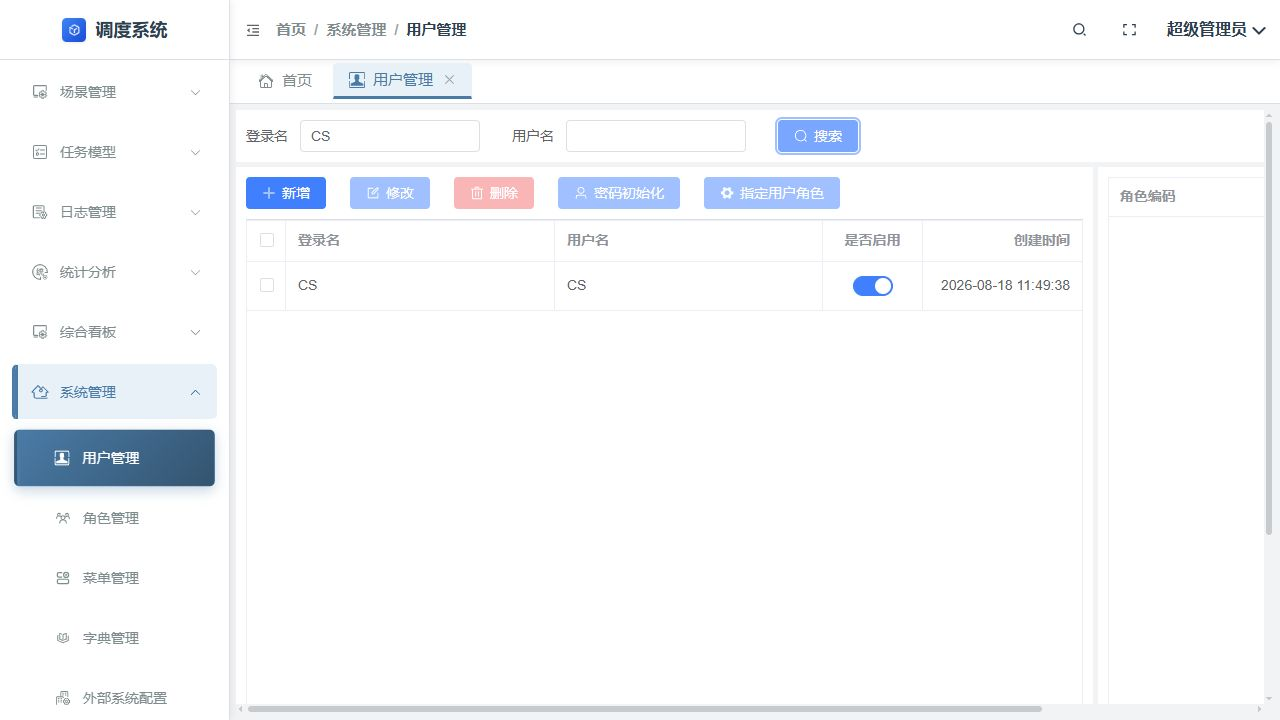 调度系统
首页 / 系统管理 / 用户管理
超级管理员
首页
用户管理
场景管理
任务模型
日志管理
统计分析
综合看板
系统管理
用户管理
角色管理
菜单管理
字典管理
外部系统配置
登录名 CS 用户名 搜索
新增 修改 删除 密码初始化 指定用户角色
登录名 用户名 是否启用 创建时间
CS CS 2026-08-18 11:49:38
角色编码